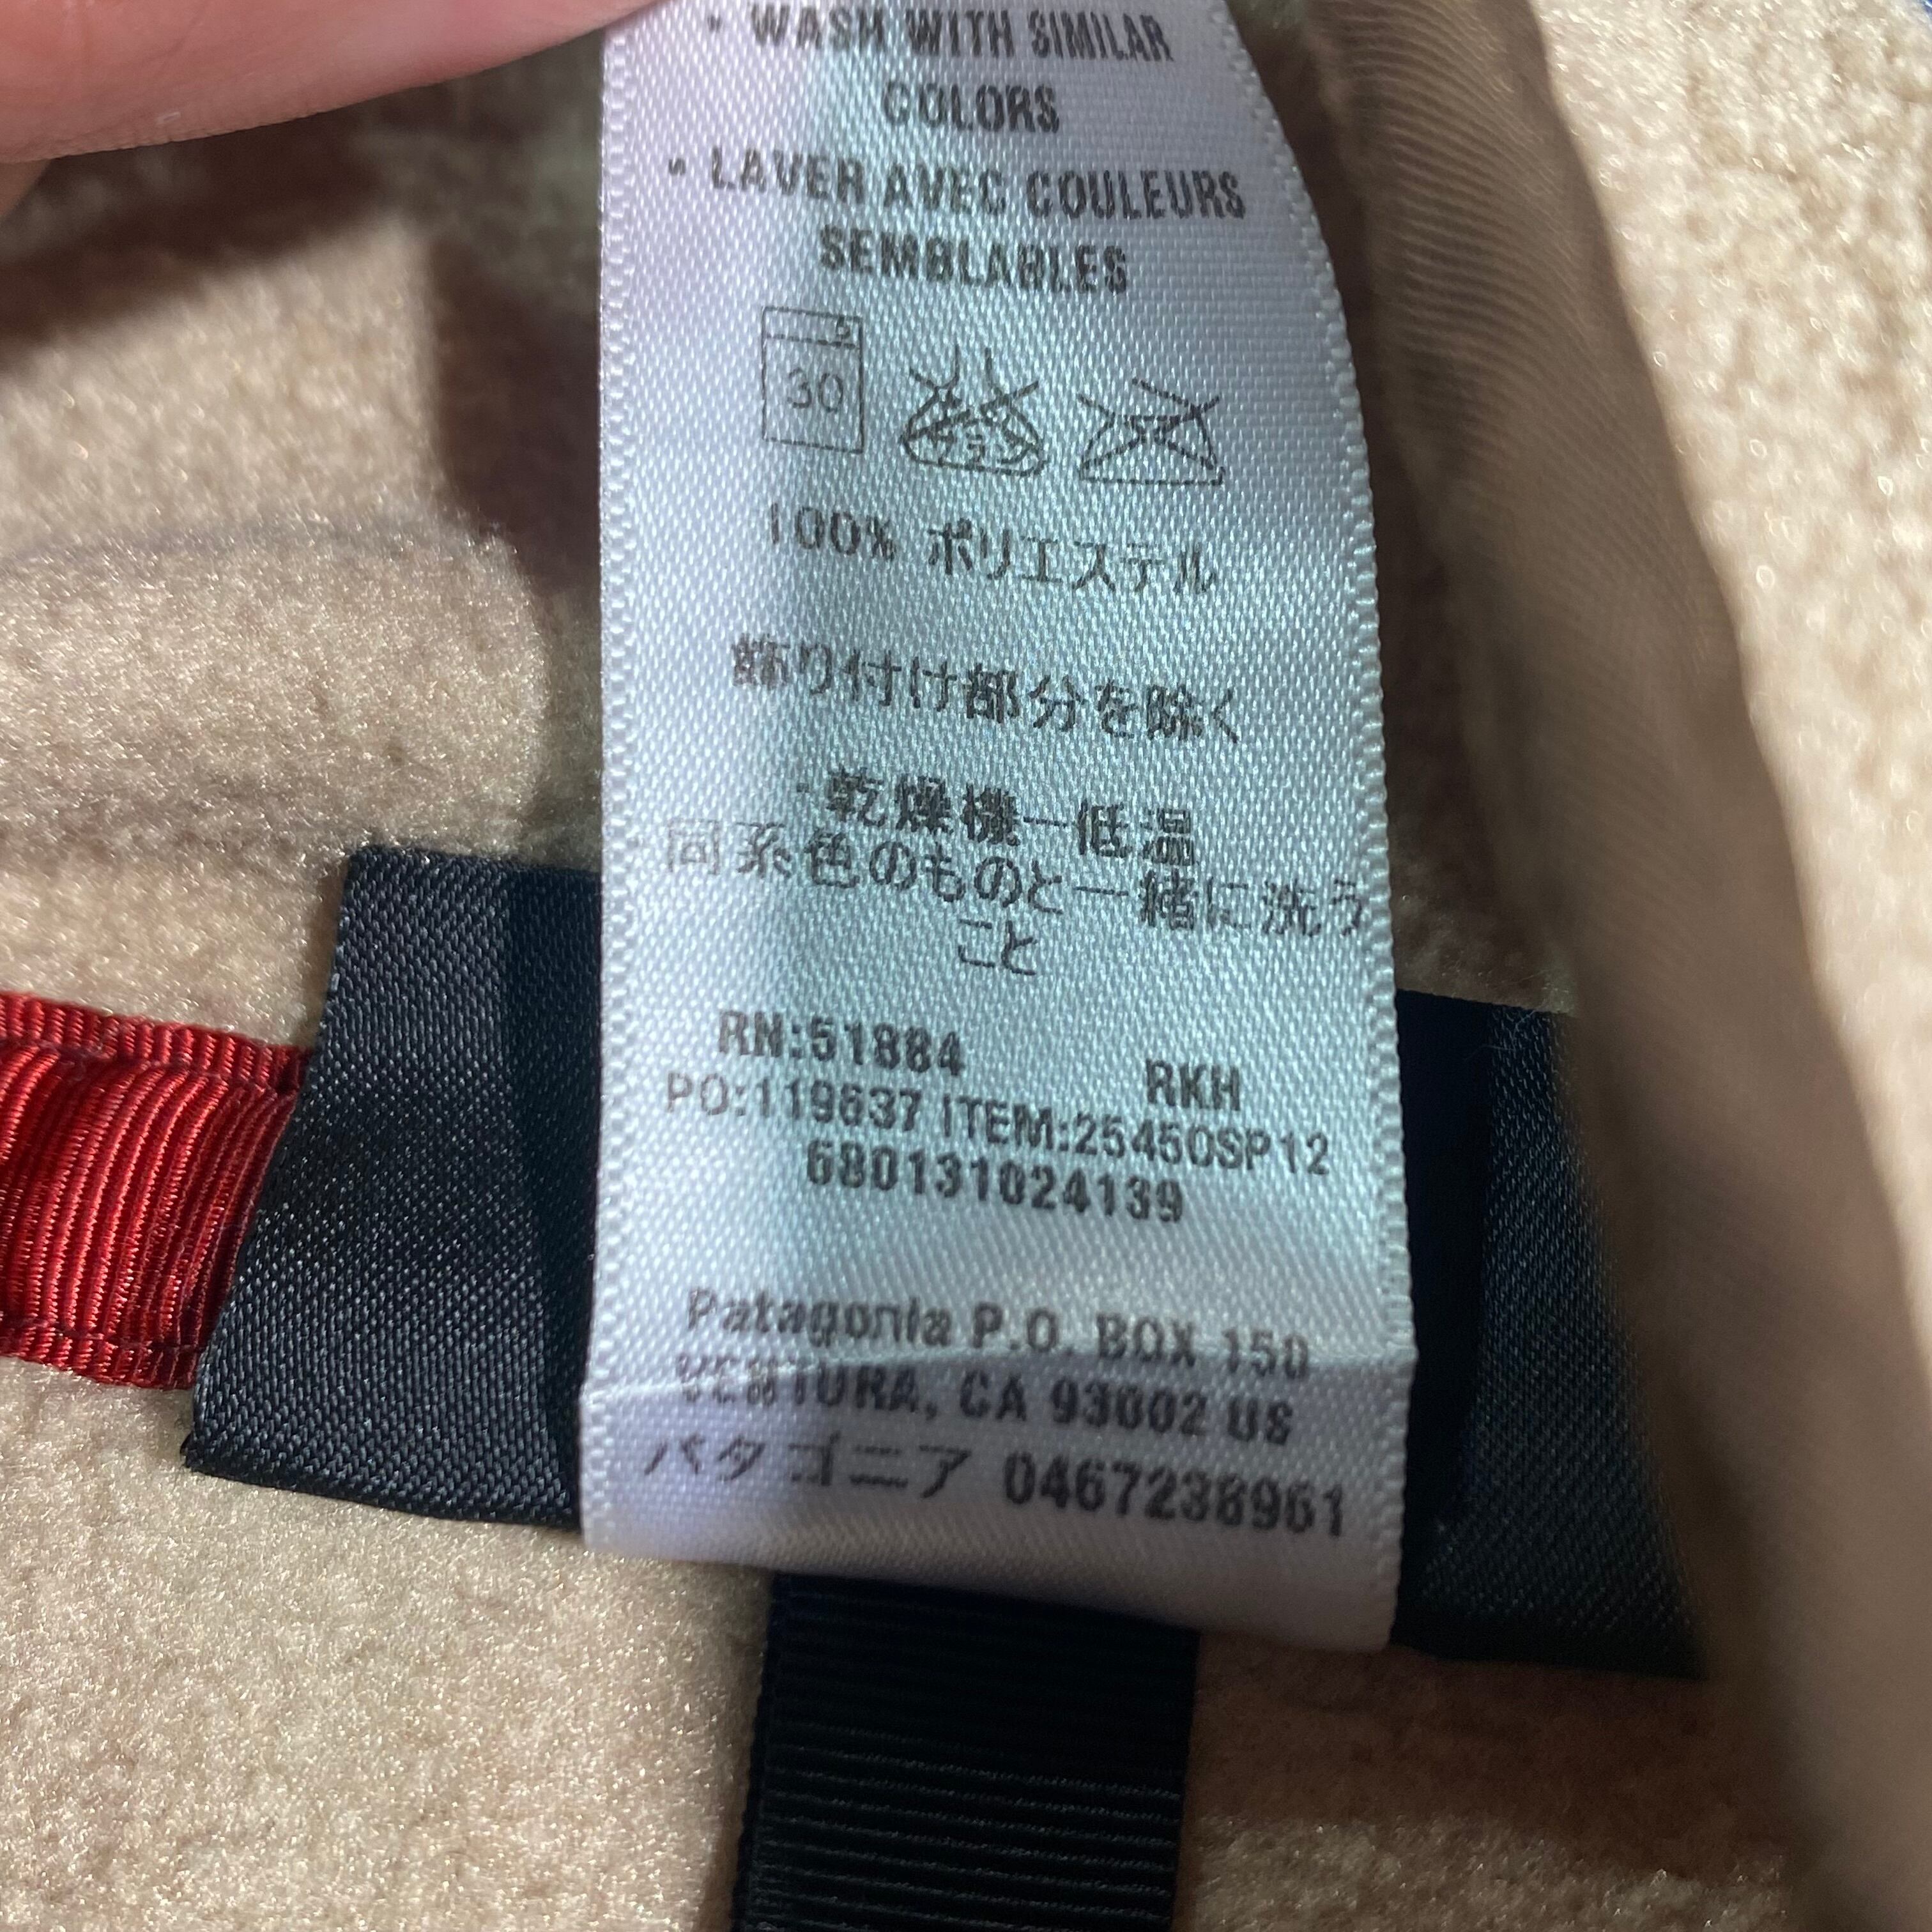 • WASH WITH SIMILAR
COLORS
• LAVER AVEC COULEURS
SEMBLABLES
30
100% ポリエステル
飾り付け部分を除く
・乾燥機ー低温
同系色のものと一緒に洗う
こと
RN:51884
RKH
PO:119637 ITEM:25450SP12
680131024139
Patagonia P.O. BOX 150
VENTURA, CA 93002 US
パタゴニア 0467238961